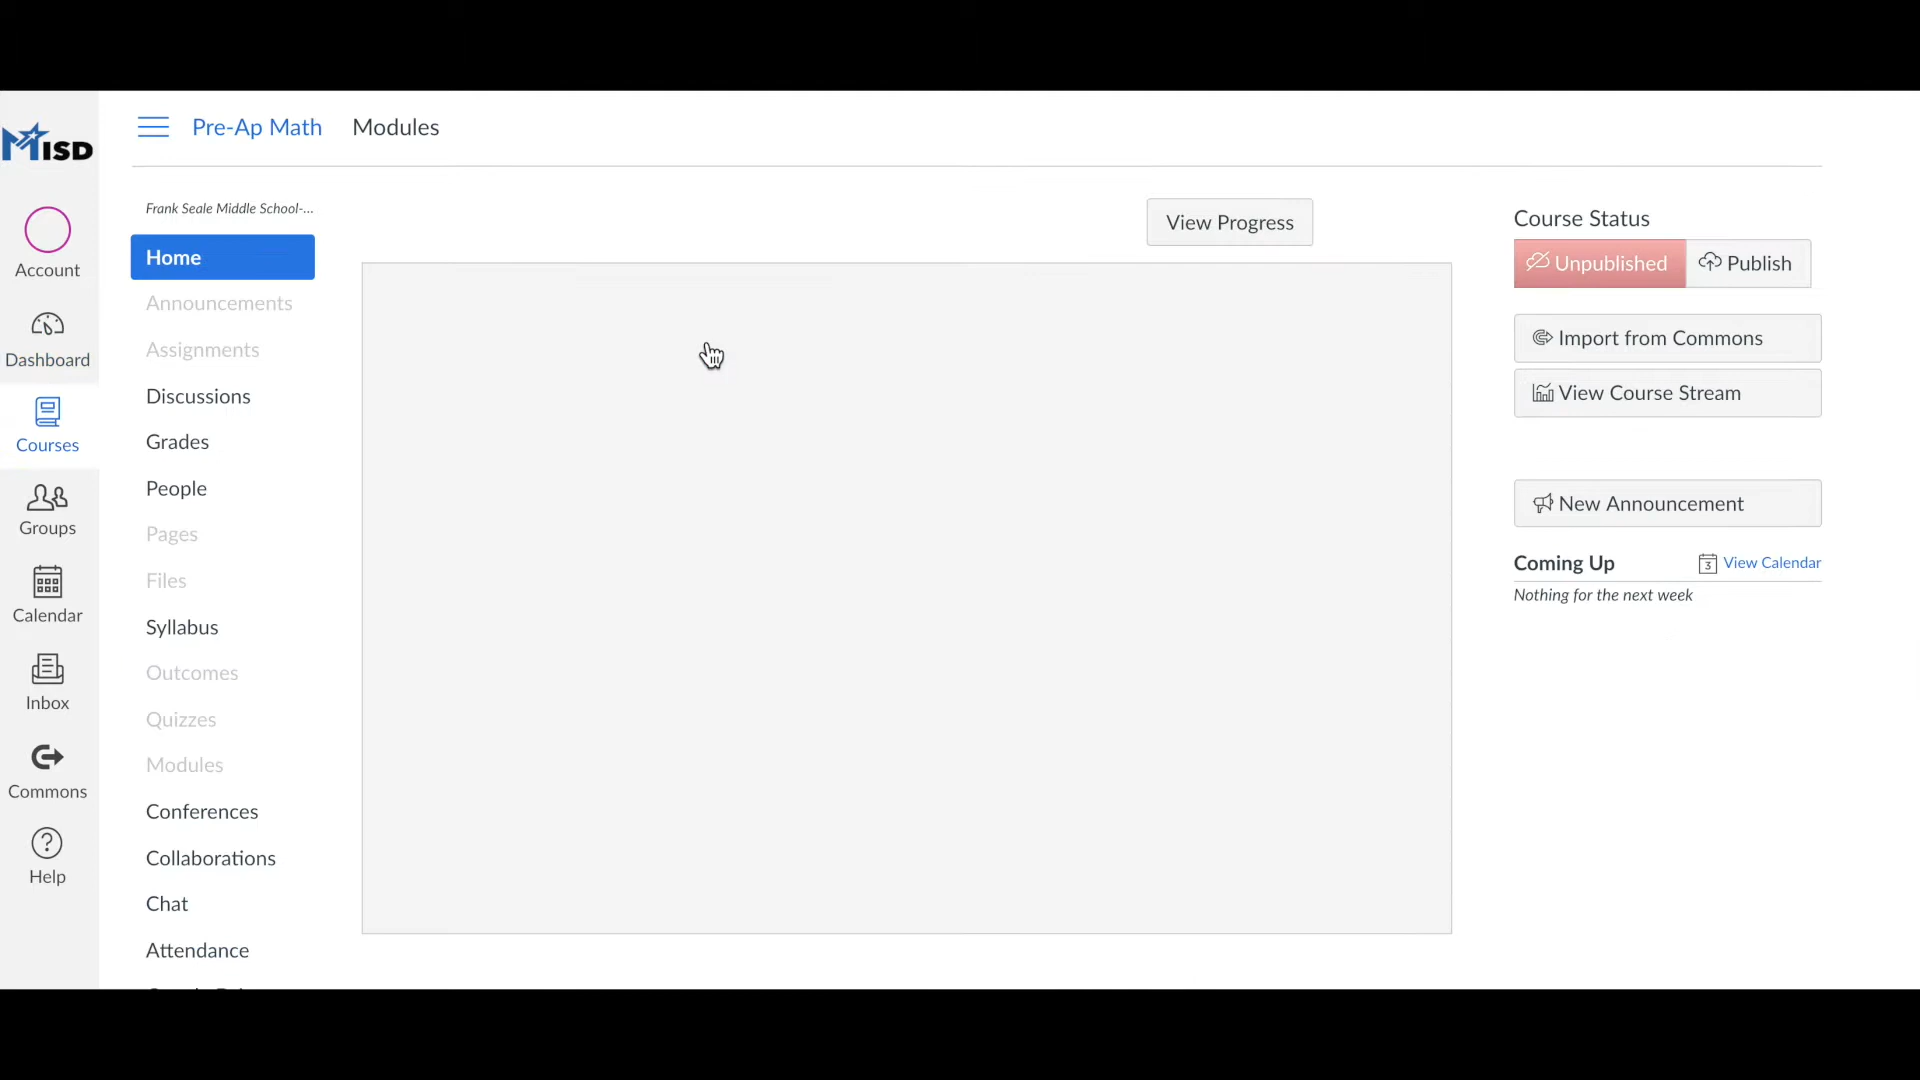 MISD
Account
Dashboard
Courses
Groups
Calendar
Inbox
Commons
Help
Pre-Ap Math Modules
Frank Seale Middle School-...
Home
Announcements
Assignments
Discussions
Grades
People
Pages
Files
Syllabus
Outcomes
Quizzes
Modules
Conferences
Collaborations
Chat
Attendance
View Progress
Course Status
Unpublished Publish
Import from Commons
View Course Stream
New Announcement
Coming Up 3 View Calendar
Nothing for the next week